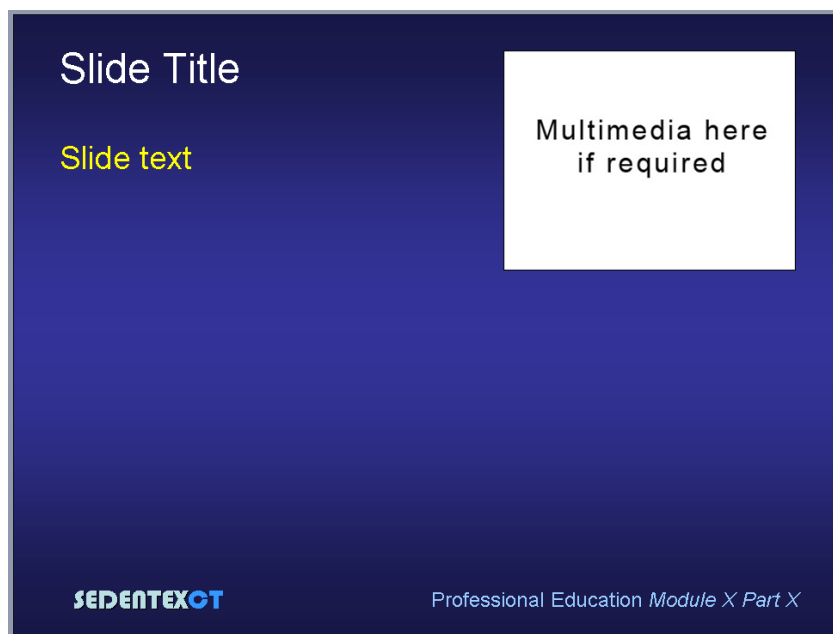 Slide Title
Slide text
Multimedia here
if required
SEDENTEXCT
Professional Education Module X Part X